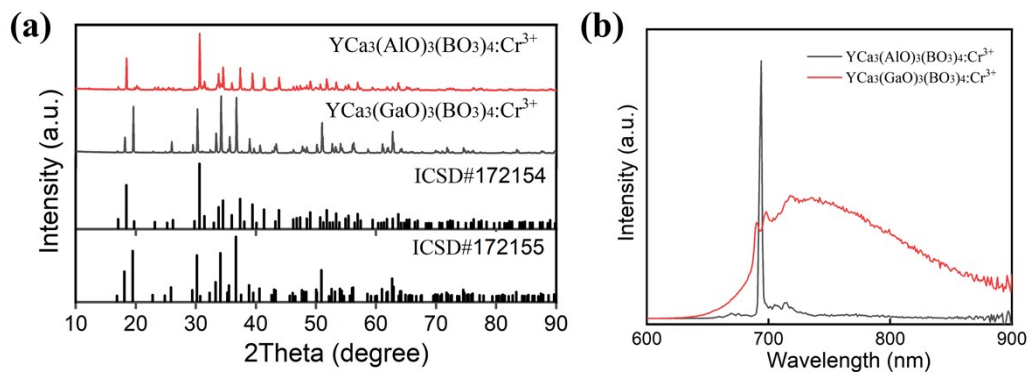 (a)
YCa₃(AlO)₃(BO₃)₄:Cr³⁺
YCa₃(GaO)₃(BO₃)₄:Cr³⁺
ICSD#172154
ICSD#172155
Intensity (a.u.)
10 20 30 40 50 60 70 80 90
2Theta (degree)
(b)
YCa₃(AlO)₃(BO₃)₄:Cr³⁺
YCa₃(GaO)₃(BO₃)₄:Cr³⁺
Intensity (a.u.)
600 700 800 900
Wavelength (nm)